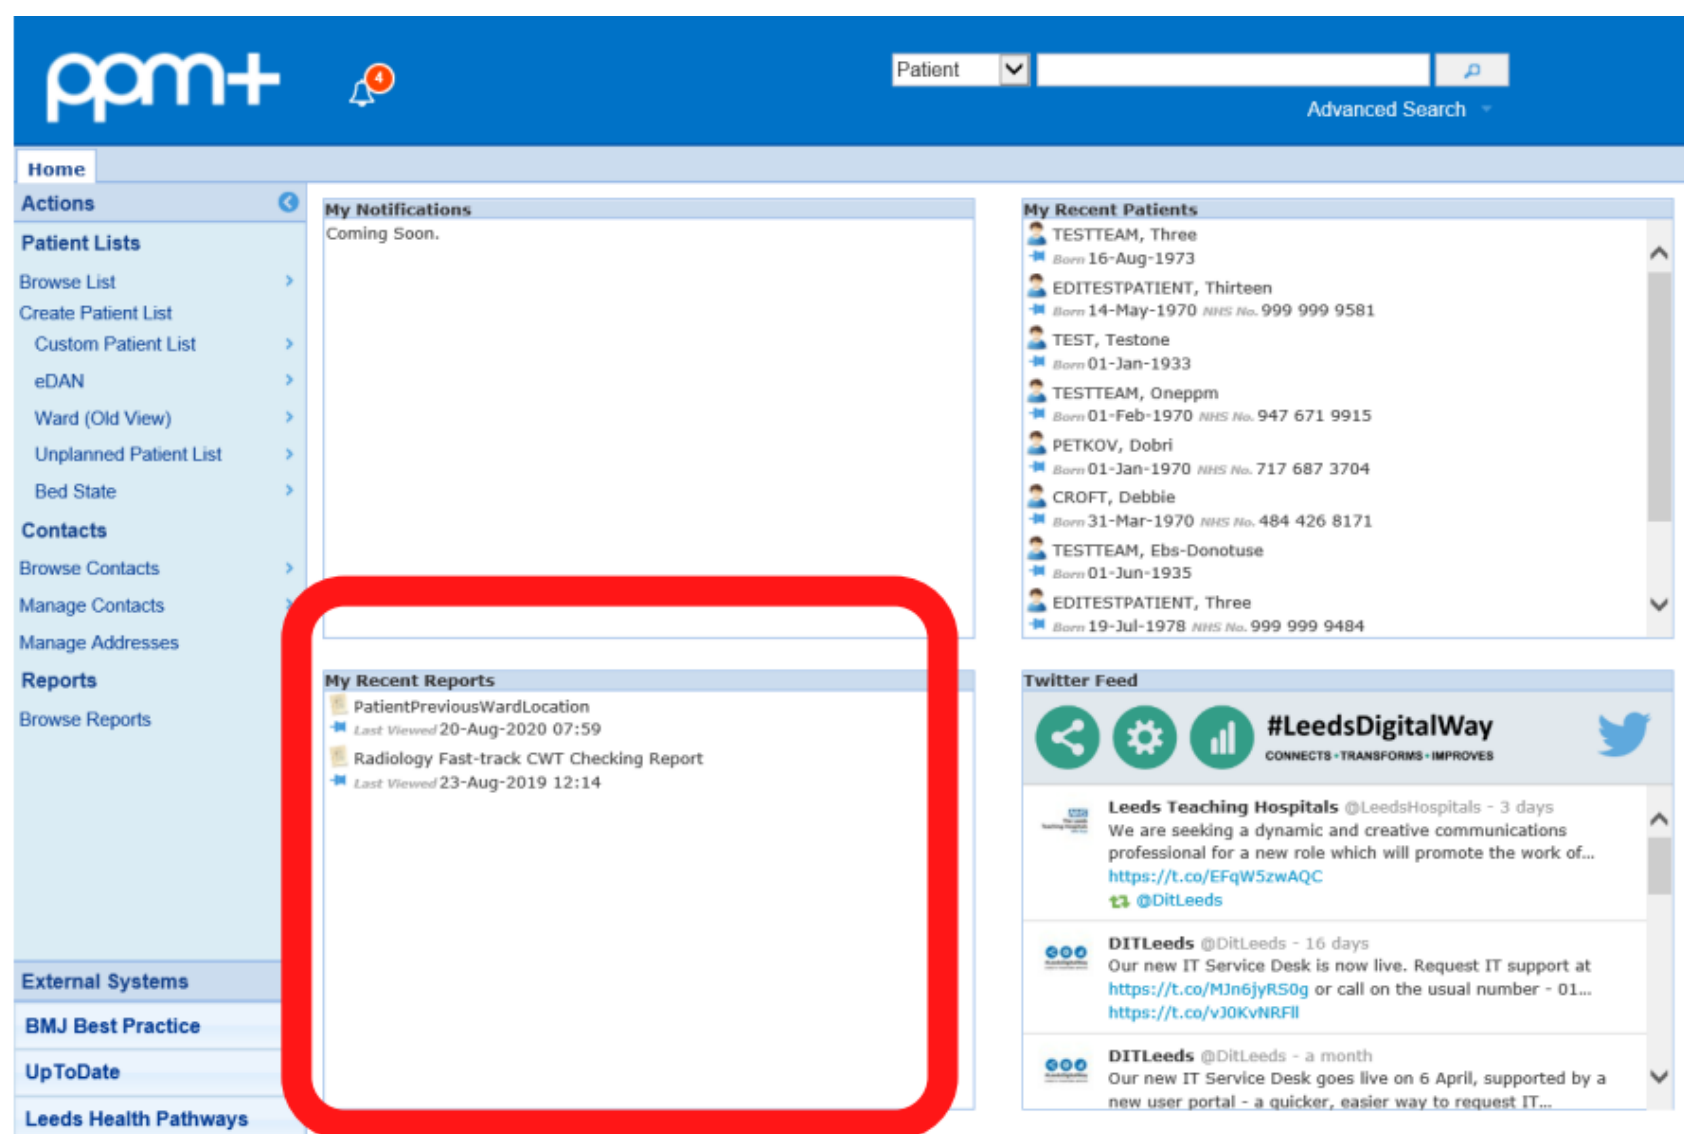 ppm+
4
Patient
Advanced Search
Home
Actions
Patient Lists
Browse List
Create Patient List
Custom Patient List
eDAN
Ward (Old View)
Unplanned Patient List
Bed State
Contacts
Browse Contacts
Manage Contacts
Manage Addresses
Reports
Browse Reports
External Systems
BMJ Best Practice
UpToDate
Leeds Health Pathways
My Notifications
Coming Soon.
My Recent Patients
TESTTEAM, Three
Born 16-Aug-1973
EDITESTPATIENT, Thirteen
Born 14-May-1970 NHS No. 999 999 9581
TEST, Testone
Born 01-Jan-1933
TESTTEAM, Oneppm
Born 01-Feb-1970 NHS No. 947 671 9915
PETKOV, Dobri
Born 01-Jan-1970 NHS No. 717 687 3704
CROFT, Debbie
Born 31-Mar-1970 NHS No. 484 426 8171
TESTTEAM, Ebs-Donotuse
Born 01-Jun-1935
EDITESTPATIENT, Three
Born 19-Jul-1978 NHS No. 999 999 9484
My Recent Reports
PatientPreviousWardLocation
Last Viewed 20-Aug-2020 07:59
Radiology Fast-track CWT Checking Report
Last Viewed 23-Aug-2019 12:14
Twitter Feed
#LeedsDigitalWay
CONNECTS•TRANSFORMS•IMPROVES
NHS
Leeds Teaching Hospitals @LeedsHospitals - 3 days
We are seeking a dynamic and creative communications
professional for a new role which will promote the work of...
https://t.co/EFqW5zwAQC
@DitLeeds
DITLeeds @DitLeeds - 16 days
Our new IT Service Desk is now live. Request IT support at
https://t.co/MJn6jyRS0g or call on the usual number - 01...
https://t.co/vJ0KvNRFll
DITLeeds @DitLeeds - a month
Our new IT Service Desk goes live on 6 April, supported by a
new user portal - a quicker, easier way to request IT...